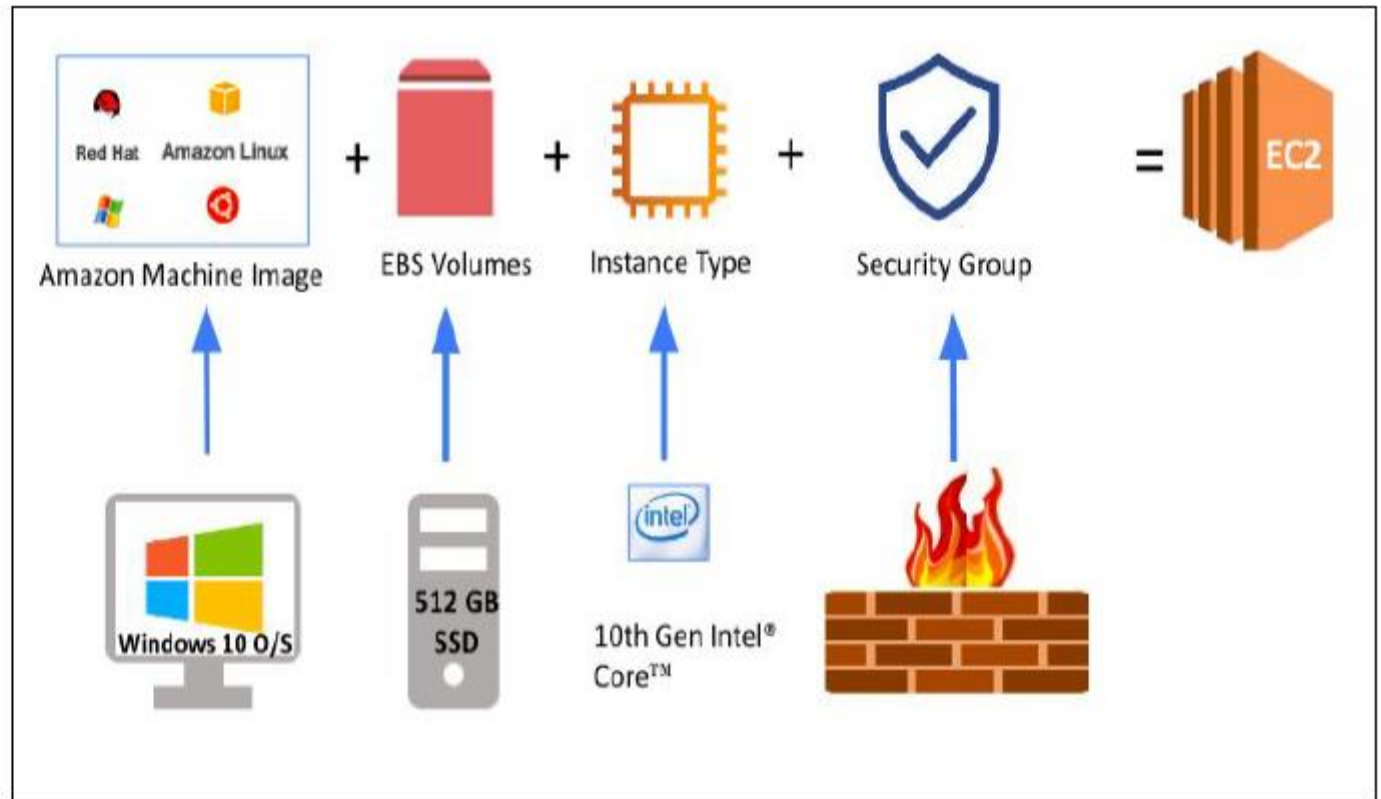 Red Hat
Amazon Linux
+
+
+
=
EC2
Amazon Machine Image
EBS Volumes
Instance Type
Security Group
Windows 10 O/S
512 GB
SSD
intel
10th Gen Intel®
Core™